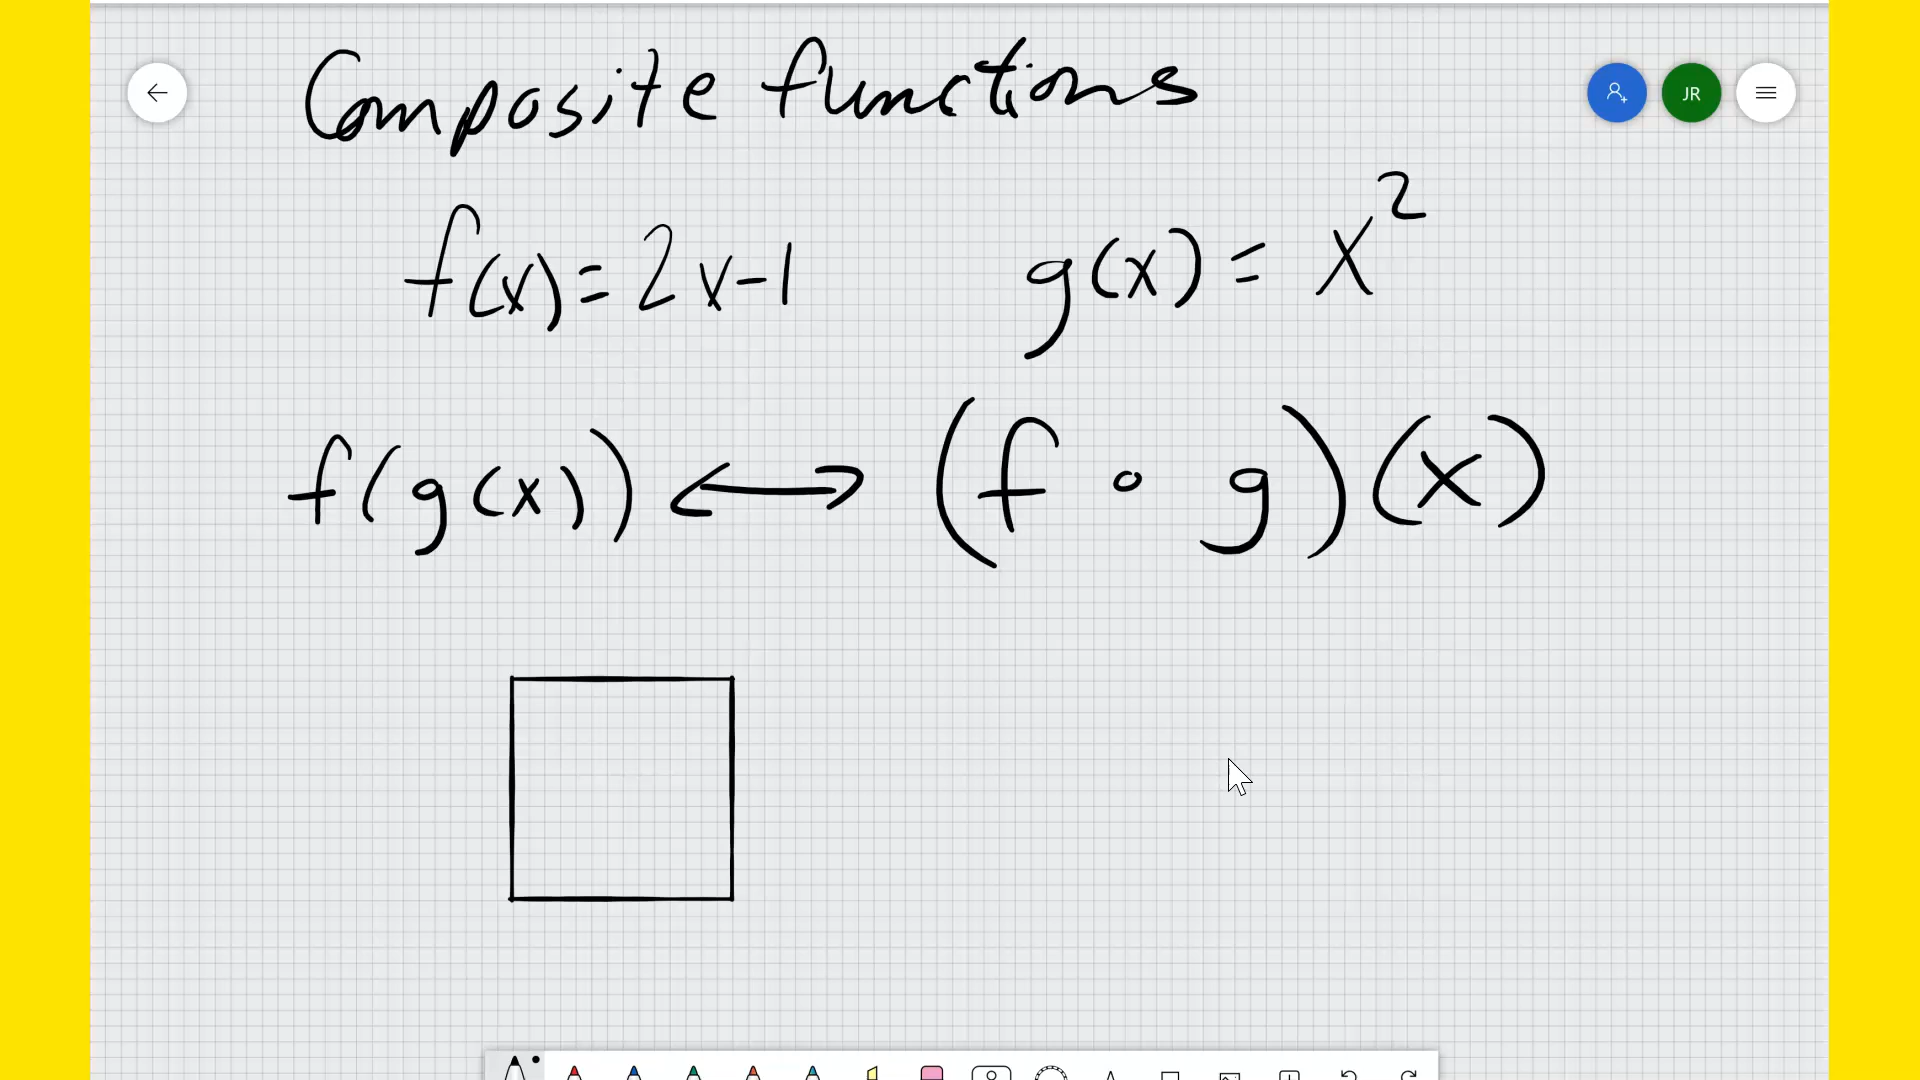 Composite functions
JR
f(x) = 2x-1 g(x) = x²
f(g(x)) ↔ (f ∘ g)(x)